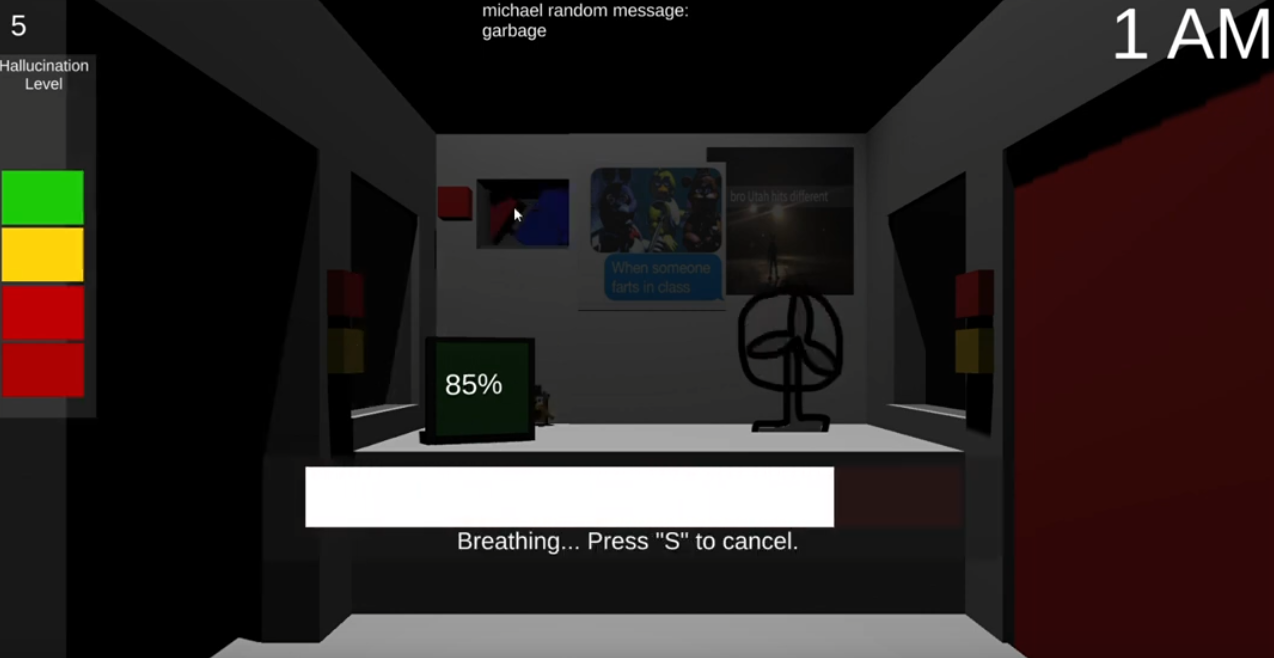 5
michael random message:
garbage
1 AM
Hallucination
Level
bro Utah hits different
When someone
farts in class
85%
Breathing... Press "S" to cancel.